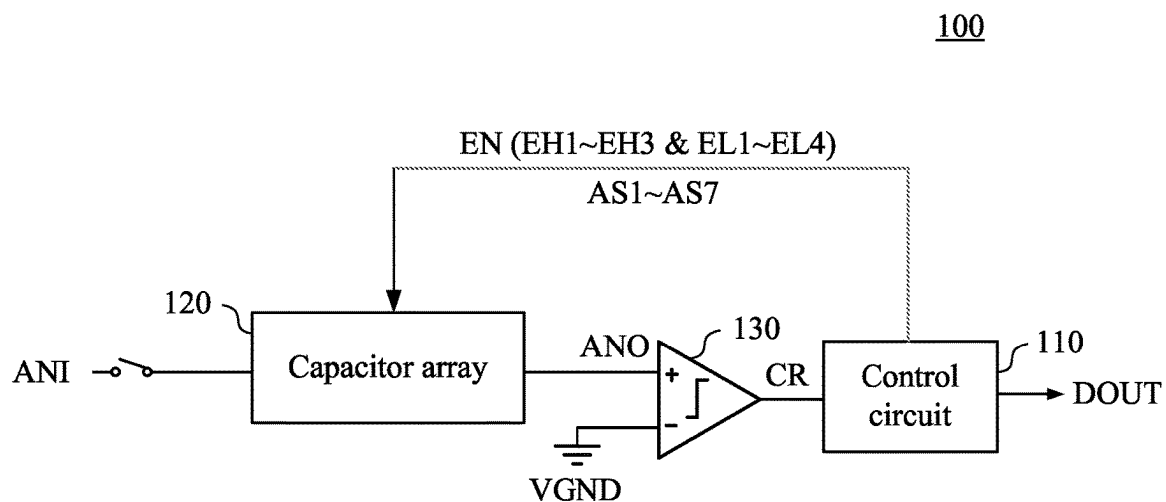 100
EN (EH1~EH3 & EL1~EL4)
AS1~AS7
120
130
110
ANI
Capacitor array
ANO
+
-
CR
Control
circuit
DOUT
VGND